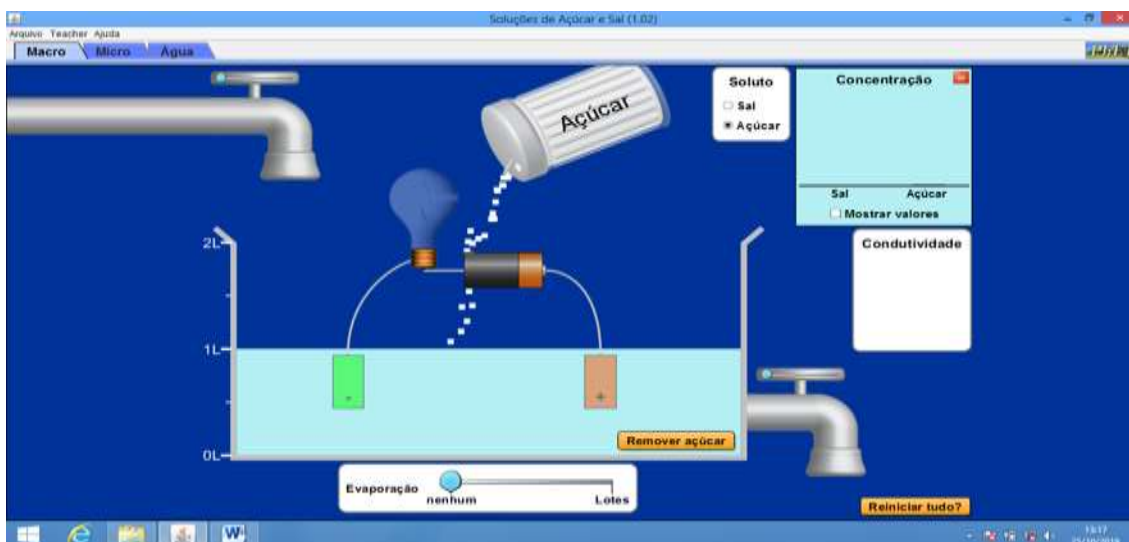 Soluções de Açúcar e Sal (1.02)
Arquivo Teacher Ajuda
Macro Micro Água
Açúcar
Soluto
Sal
Açúcar
Concentração
Sal Açúcar
Mostrar valores
Condutividade
2L
1L
0L
-
+
Remover açúcar
Evaporação
nenhum Lotes
Reiniciar tudo?
W